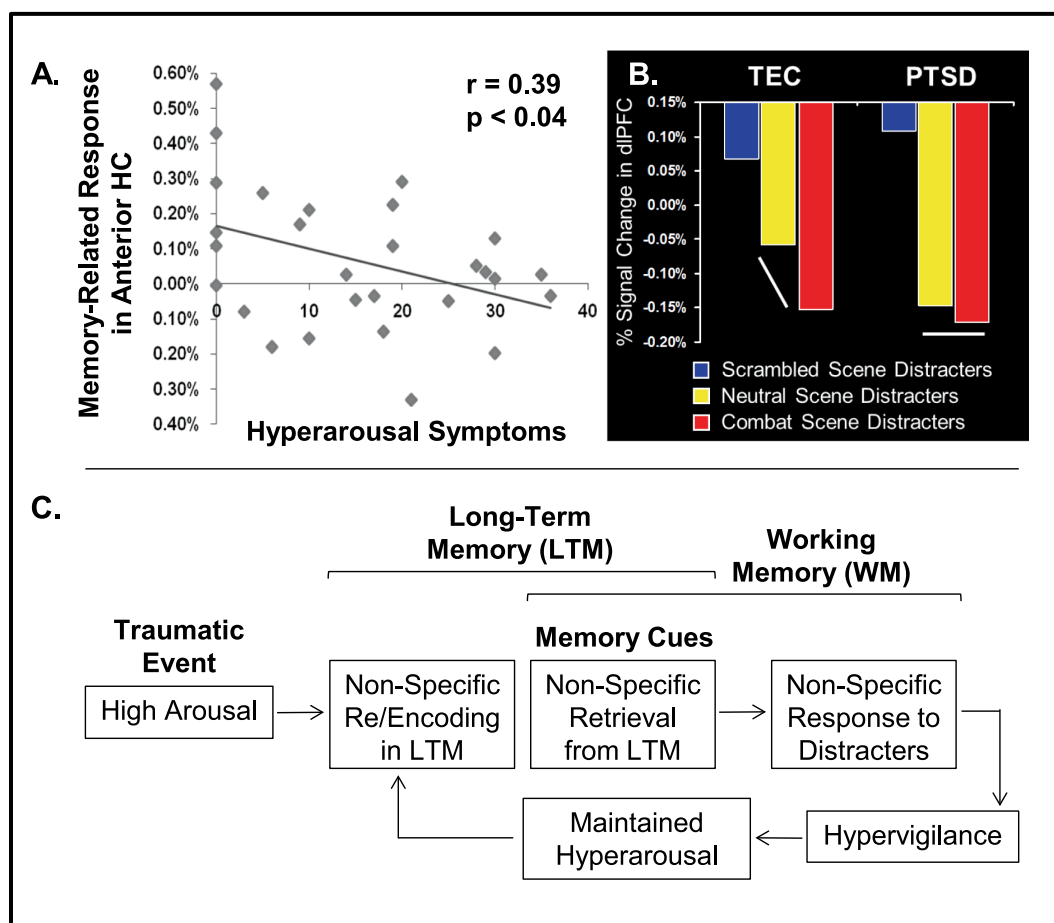 A.
Memory-Related Response
in Anterior HC
0.60%
0.50%
0.40%
0.30%
0.20%
0.10%
0.00%
0.10%
0.20%
0.30%
0.40%
0
10
20
30
40
r = 0.39
p < 0.04
Hyperarousal Symptoms
B.
TEC
PTSD
% Signal Change in dlPFC
0.15%
0.10%
0.05%
0.00%
-0.05%
-0.10%
-0.15%
-0.20%
Scrambled Scene Distracters
Neutral Scene Distracters
Combat Scene Distracters
C.
Long-Term
Memory (LTM)
Working
Memory (WM)
Traumatic
Event
High Arousal
Non-Specific
Re/Encoding
in LTM
Memory Cues
Non-Specific
Retrieval
from LTM
Non-Specific
Response to
Distracters
Maintained
Hyperarousal
Hypervigilance